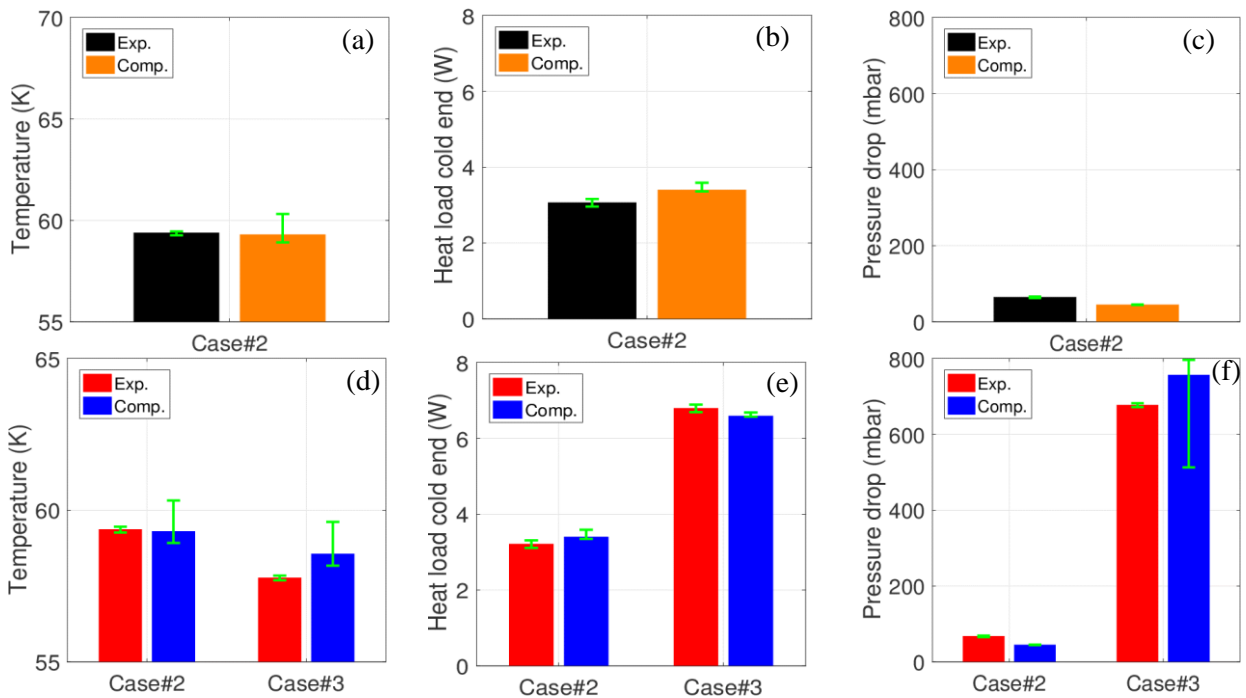 (a)
Exp.
Comp.
Temperature (K)
70
65
60
55
Case#2
(b)
Exp.
Comp.
Heat load cold end (W)
8
6
4
2
0
Case#2
(c)
Exp.
Comp.
Pressure drop (mbar)
800
600
400
200
0
Case#2
(d)
Exp.
Comp.
Temperature (K)
65
60
55
Case#2 Case#3
(e)
Exp.
Comp.
Heat load cold end (W)
8
6
4
2
0
Case#2 Case#3
(f)
Exp.
Comp.
Pressure drop (mbar)
800
600
400
200
0
Case#2 Case#3